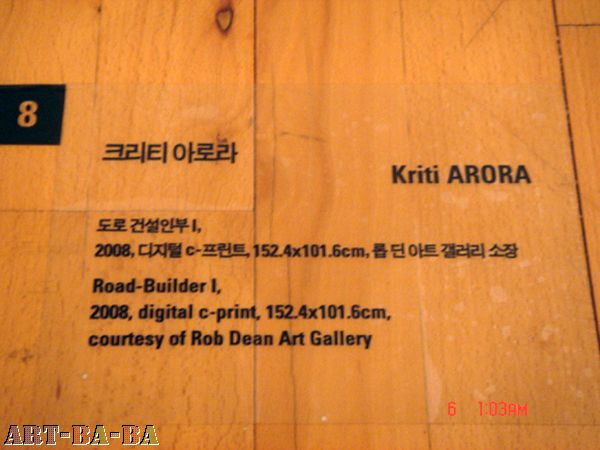 8
크리티 아로라
Kriti ARORA
도로 건설인부 I,
2008, 디지털 c-프린트, 152.4x101.6cm, 롭 딘 아트 갤러리 소장
Road-Builder I,
2008, digital c-print, 152.4x101.6cm,
courtesy of Rob Dean Art Gallery
6 1:03AM
ART-BA-BA